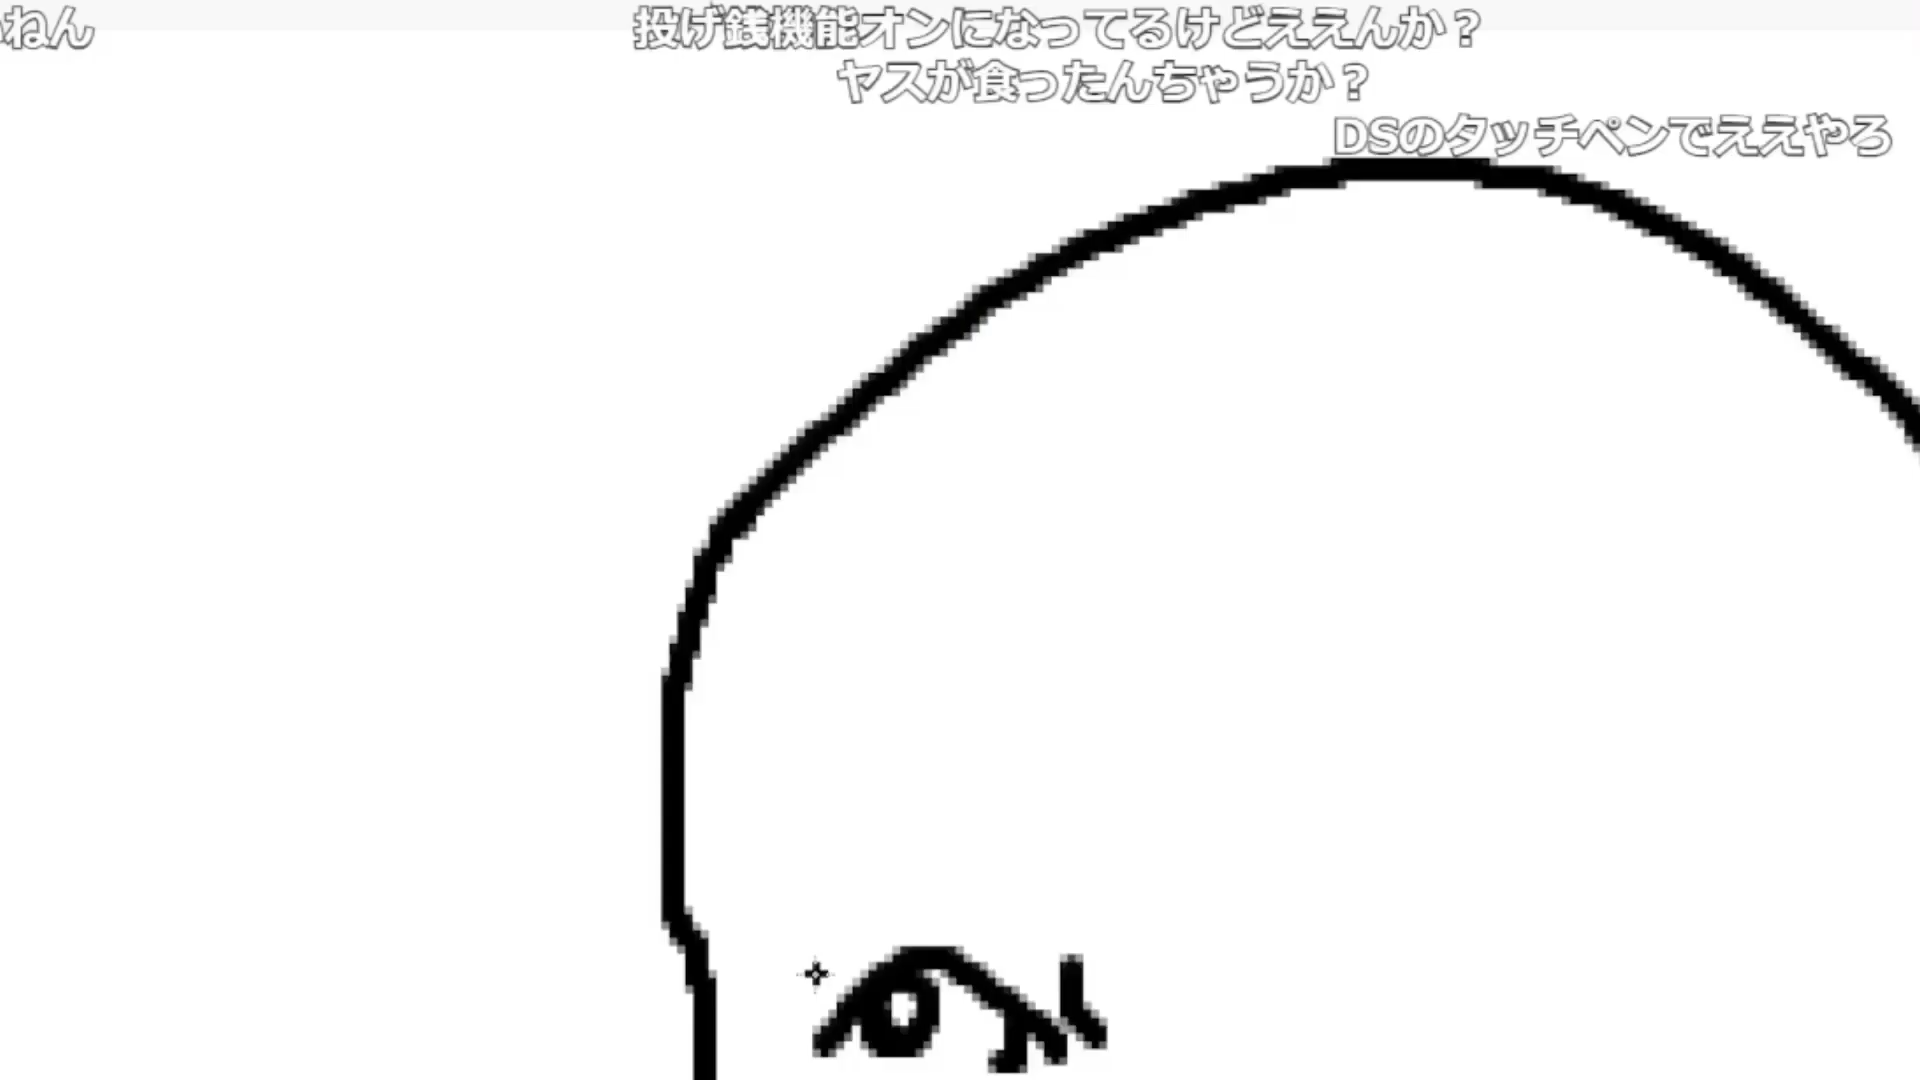 ねん
投げ銭機能オンになってるけどええんか？
ヤスが食ったんちゃうか？
DSのタッチペンでええやろ